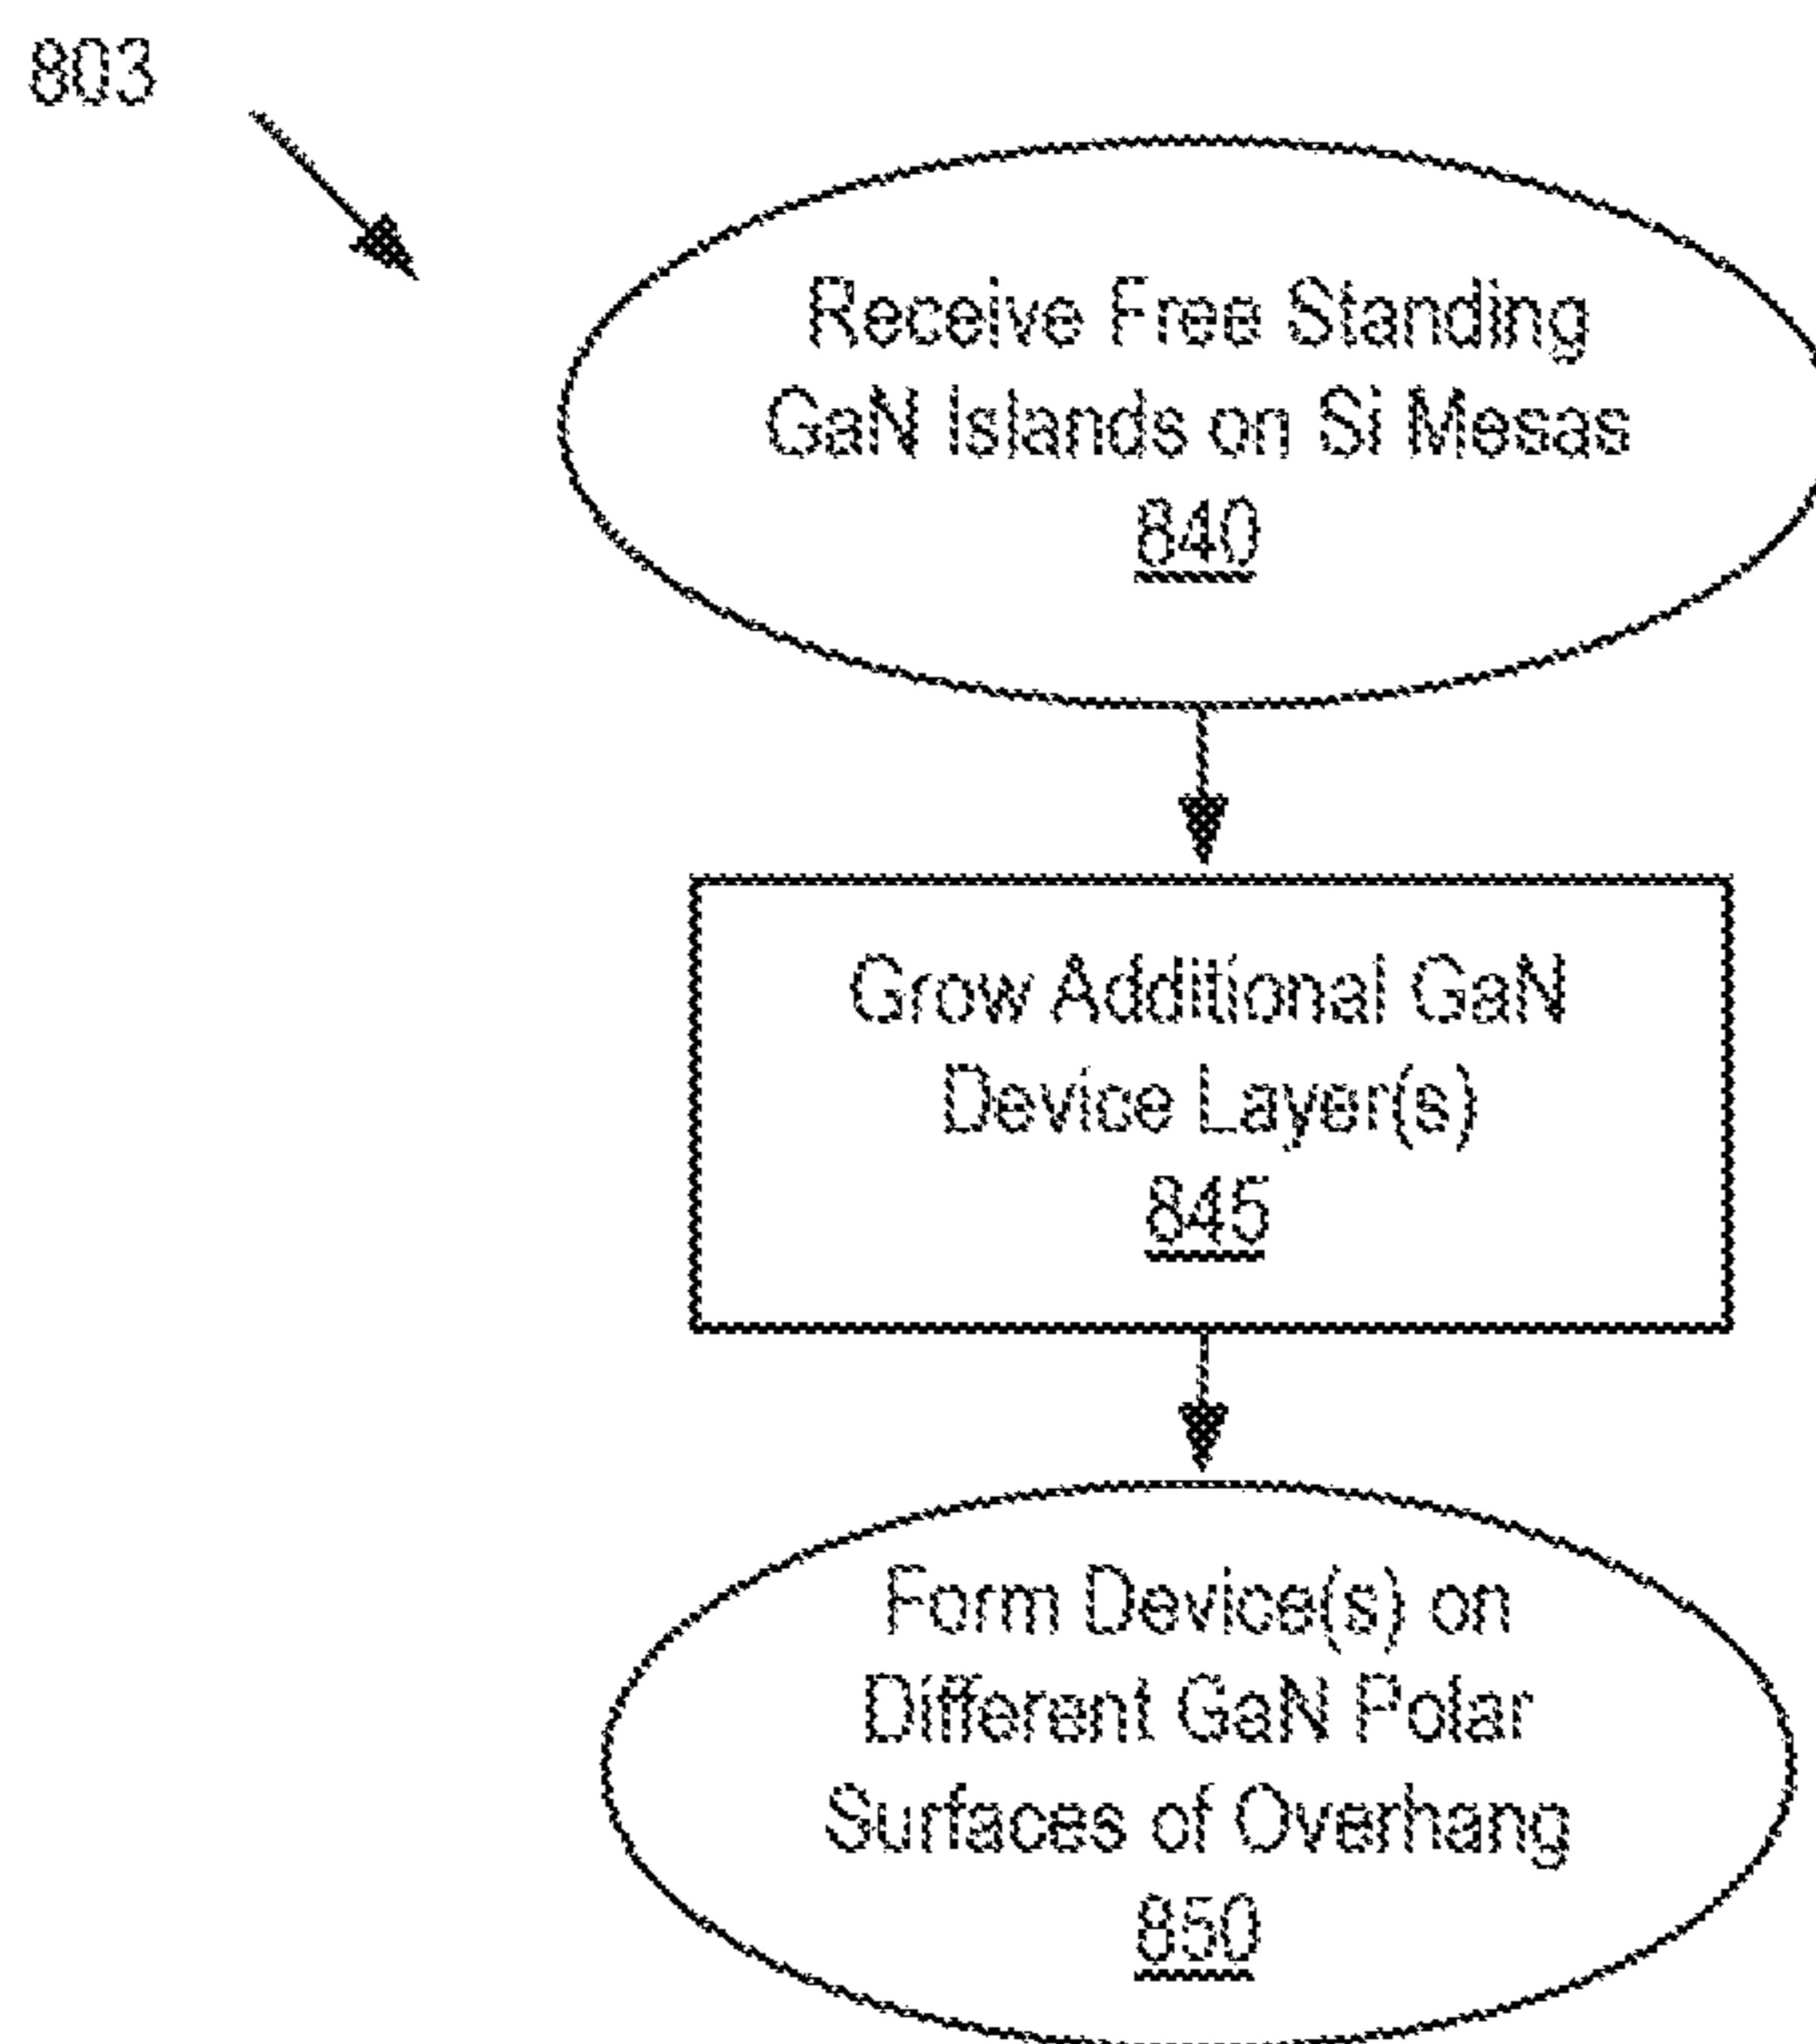 803
Receive Free Standing
GaN Islands on Si Mesas
840
Grow Additional GaN
Device Layer(s)
845
Form Device(s) on
Different GaN Polar
Surfaces of Overhang
850